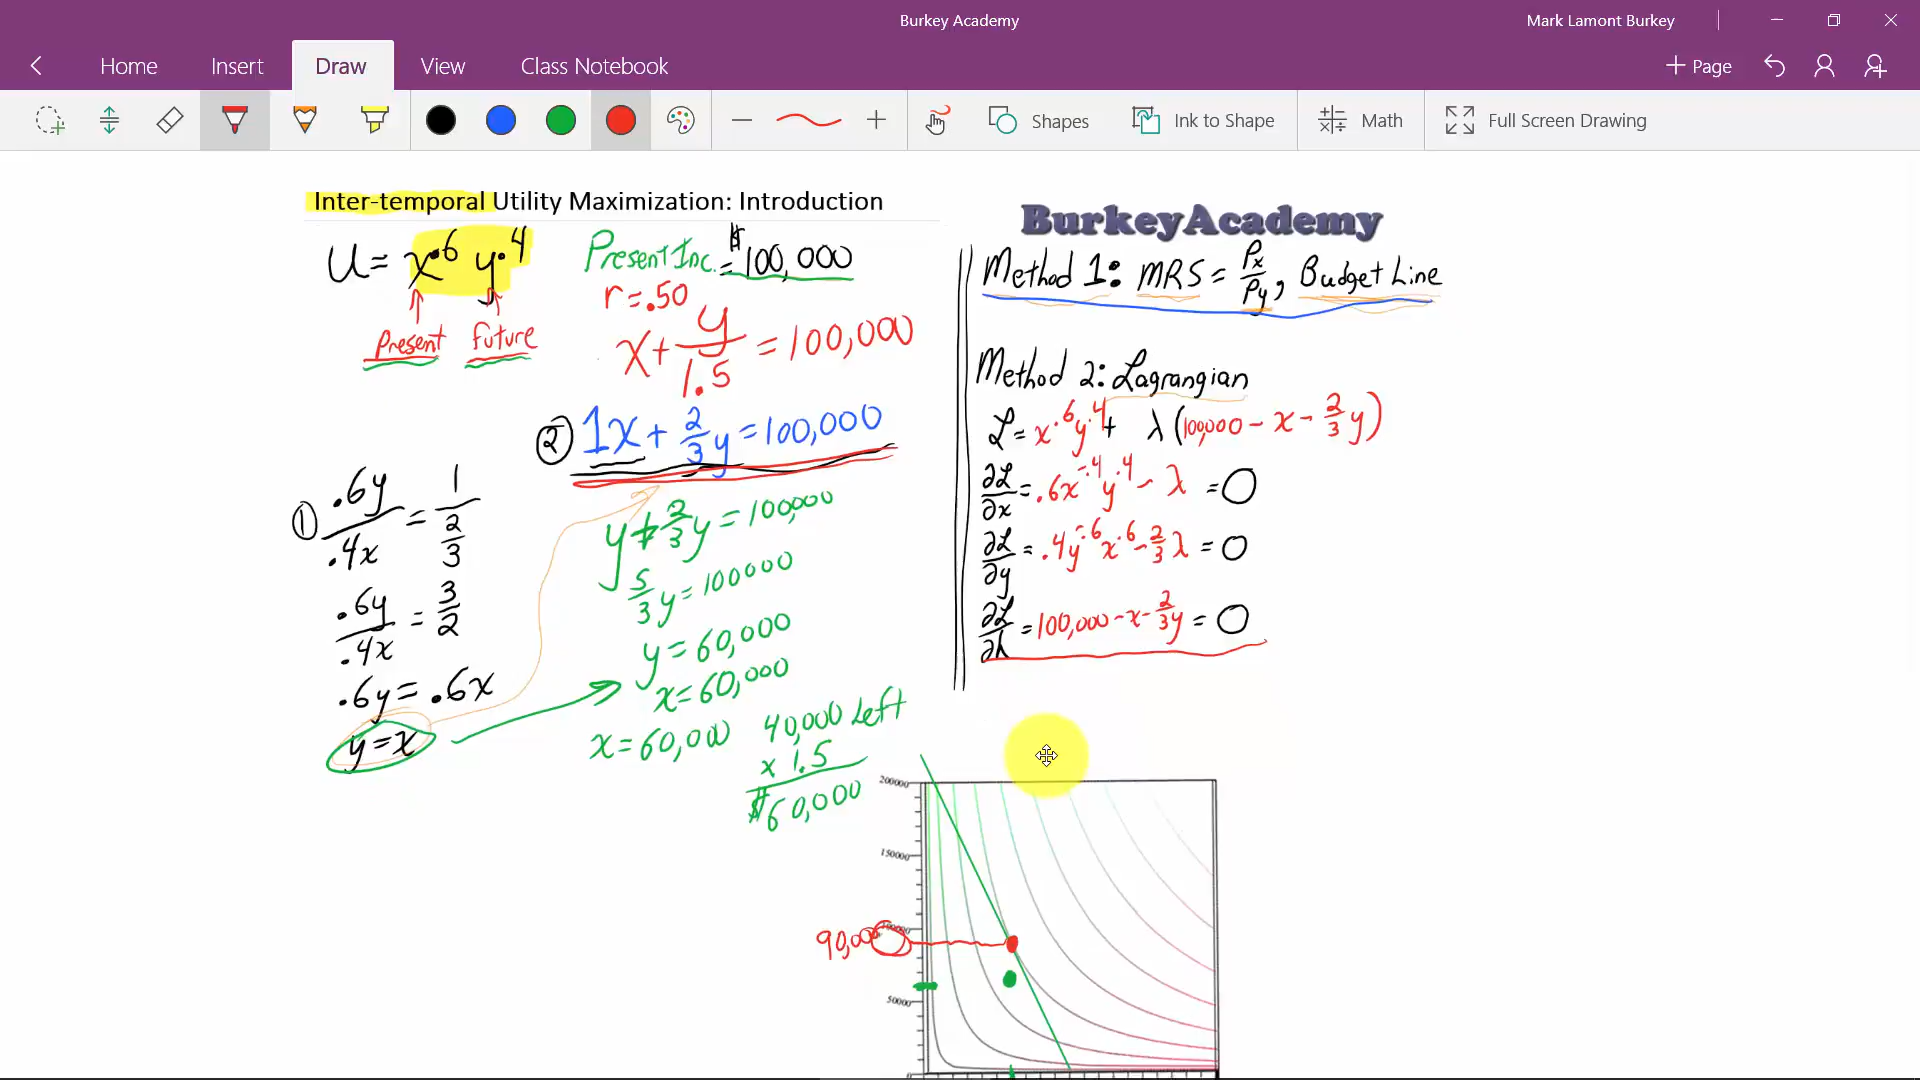 Burkey Academy
Mark Lamont Burkey
Home Insert Draw View Class Notebook
Page
Shapes Ink to Shape Math Full Screen Drawing
Inter-temporal Utility Maximization: Introduction
U = x^.6 y^.4
Present future
Present Inc. = $100,000
r = .50
x + y/1.5 = 100,000
② 1x + 2/3 y = 100,000
① .6y/.4x = 1/(2/3)
.6y/.4x = 3/2
.6y = .6x
y = x
y + 2/3 y = 100,000
5/3 y = 100000
y = 60,000
x = 60,000
x = 60,000
40,000 Left
x 1.5
$60,000
BurkeyAcademy
Method 1: MRS = Px/Py, Budget Line
Method 2: Lagrangian
ℒ = x^.6 y^.4 + λ(100,000 - x - 2/3 y)
∂ℒ/∂x = .6x^-.4 y^.4 - λ = 0
∂ℒ/∂y = .4y^-.6 x^.6 - 2/3 λ = 0
∂ℒ/∂λ = 100,000 - x - 2/3 y = 0
200000
150000
90,000
50000
0